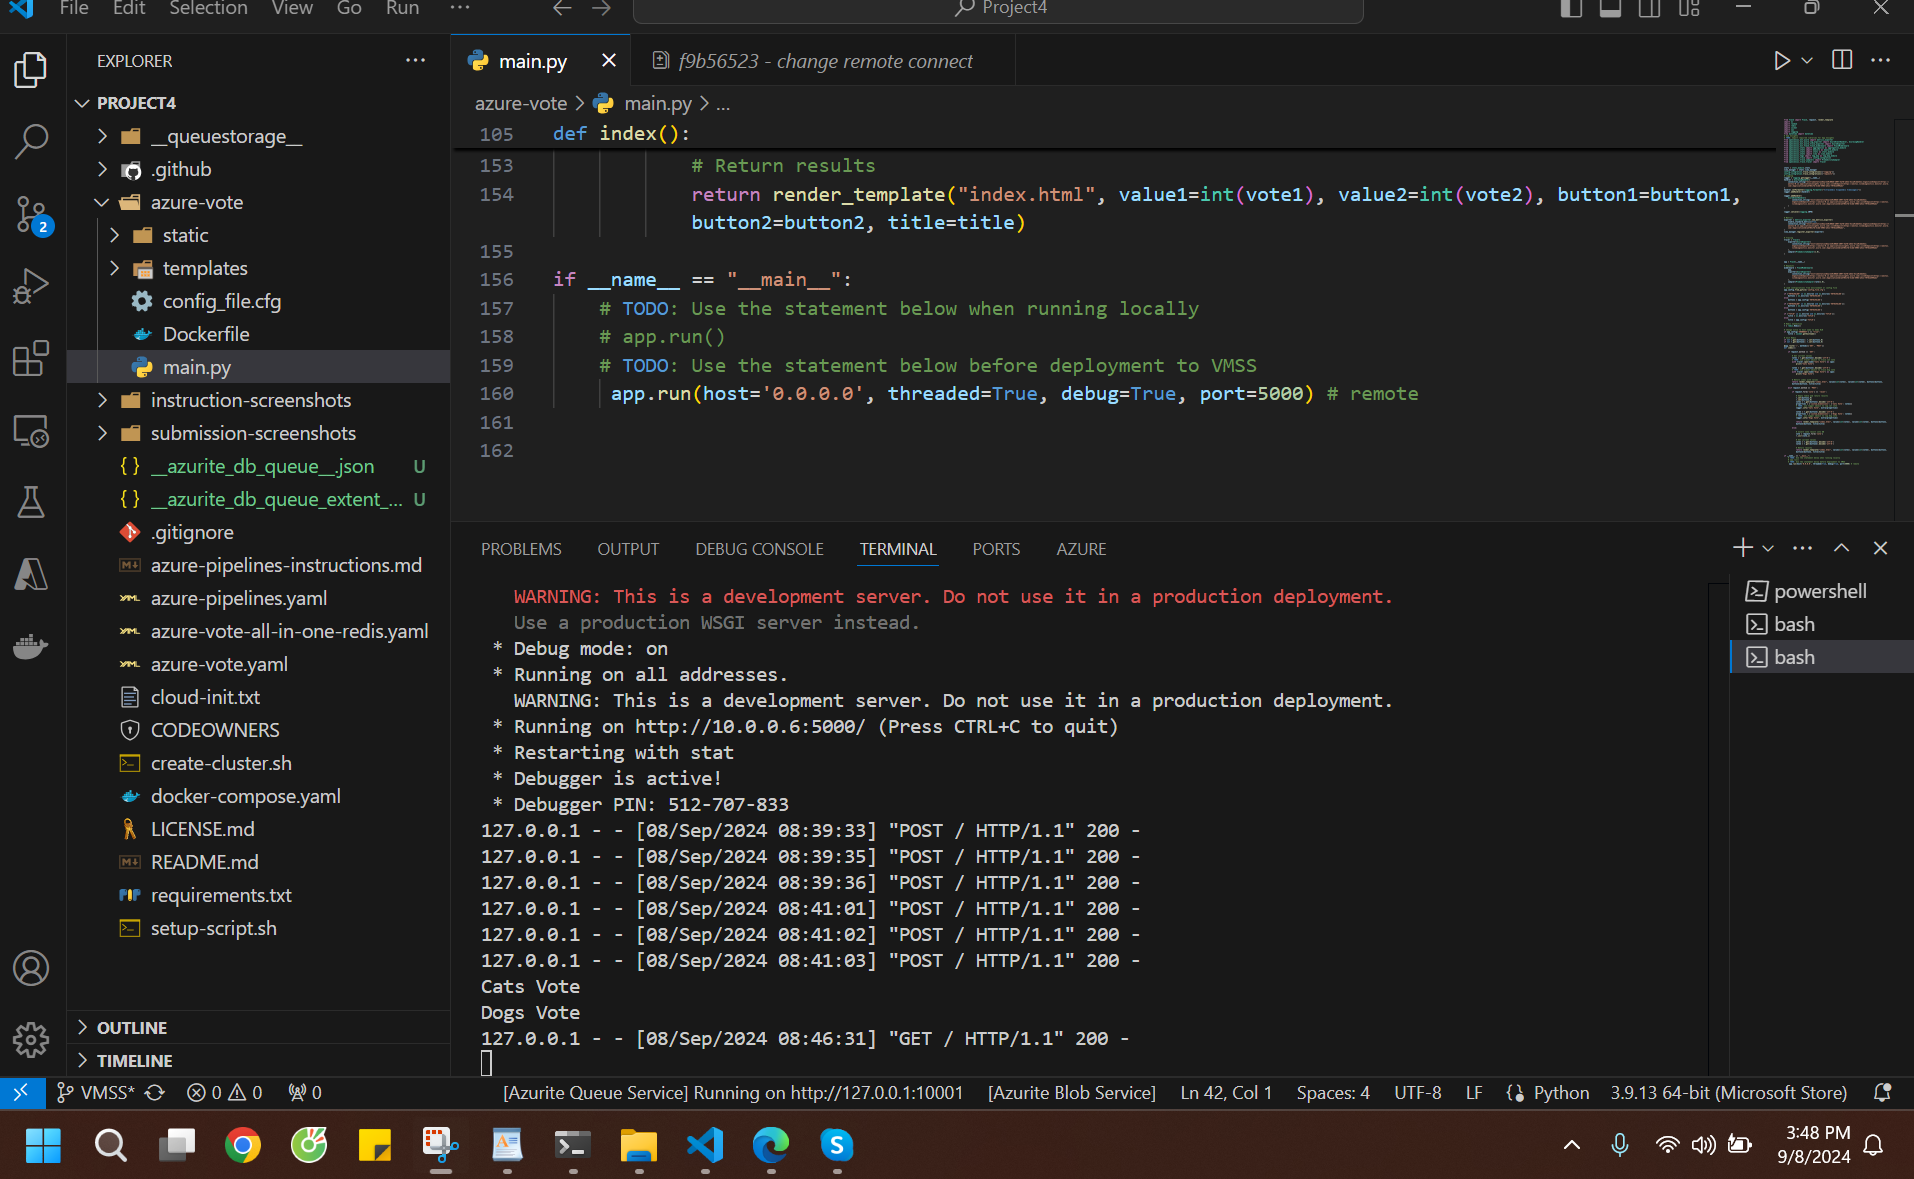 File Edit Selection View Go Run ...
Project4
EXPLORER
main.py
f9b56523 - change remote connect
PROJECT4
azure-vote > main.py > ...
__queuestorage__
.github
azure-vote
static
templates
config_file.cfg
Dockerfile
main.py
instruction-screenshots
submission-screenshots
__azurite_db_queue__.json U
__azurite_db_queue_extent_... U
.gitignore
azure-pipelines-instructions.md
azure-pipelines.yaml
azure-vote-all-in-one-redis.yaml
azure-vote.yaml
cloud-init.txt
CODEOWNERS
create-cluster.sh
docker-compose.yaml
LICENSE.md
README.md
requirements.txt
setup-script.sh
OUTLINE
TIMELINE
2
105 def index():
153 # Return results
154 return render_template("index.html", value1=int(vote1), value2=int(vote2), button1=button1,
button2=button2, title=title)
155
156 if __name__ == "__main__":
157 # TODO: Use the statement below when running locally
158 # app.run()
159 # TODO: Use the statement below before deployment to VMSS
160 app.run(host='0.0.0.0', threaded=True, debug=True, port=5000) # remote
161
162
PROBLEMS OUTPUT DEBUG CONSOLE TERMINAL PORTS AZURE
WARNING: This is a development server. Do not use it in a production deployment.
Use a production WSGI server instead.
* Debug mode: on
* Running on all addresses.
WARNING: This is a development server. Do not use it in a production deployment.
* Running on http://10.0.0.6:5000/ (Press CTRL+C to quit)
* Restarting with stat
* Debugger is active!
* Debugger PIN: 512-707-833
127.0.0.1 - - [08/Sep/2024 08:39:33] "POST / HTTP/1.1" 200 -
127.0.0.1 - - [08/Sep/2024 08:39:35] "POST / HTTP/1.1" 200 -
127.0.0.1 - - [08/Sep/2024 08:39:36] "POST / HTTP/1.1" 200 -
127.0.0.1 - - [08/Sep/2024 08:41:01] "POST / HTTP/1.1" 200 -
127.0.0.1 - - [08/Sep/2024 08:41:02] "POST / HTTP/1.1" 200 -
127.0.0.1 - - [08/Sep/2024 08:41:03] "POST / HTTP/1.1" 200 -
Cats Vote
Dogs Vote
127.0.0.1 - - [08/Sep/2024 08:46:31] "GET / HTTP/1.1" 200 -
powershell
bash
bash
VMSS* 0 0 0 [Azurite Queue Service] Running on http://127.0.0.1:10001 [Azurite Blob Service] Ln 42, Col 1 Spaces: 4 UTF-8 LF Python 3.9.13 64-bit (Microsoft Store)
3:48 PM
9/8/2024